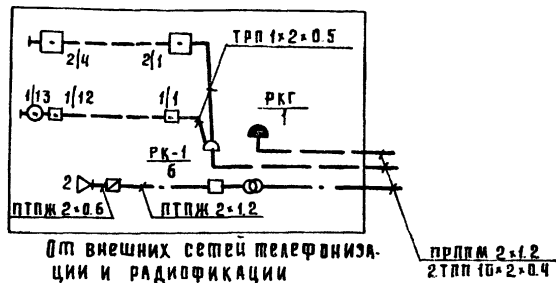 2/4
2/1
ТРП 1×2×0.5
1/13
1/12
1/1
РКГ
1
РК-1
6
2
ПТПЖ 2×0.6
ПТПЖ 2×1.2
ПРППМ 2×1.2
2.ТПП 10×2×0.4
От внешних сетей телефониза-
ции и радиофикации